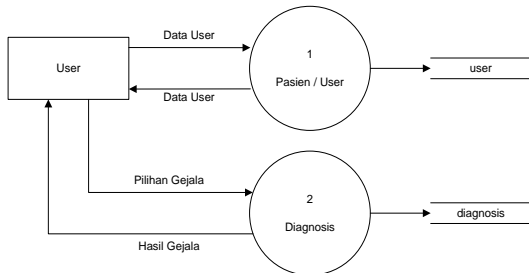 Data User
1
User
Pasien / User
user
Data User
Pilihan Gejala
2
diagnosis
Diagnosis
Hasil Gejala